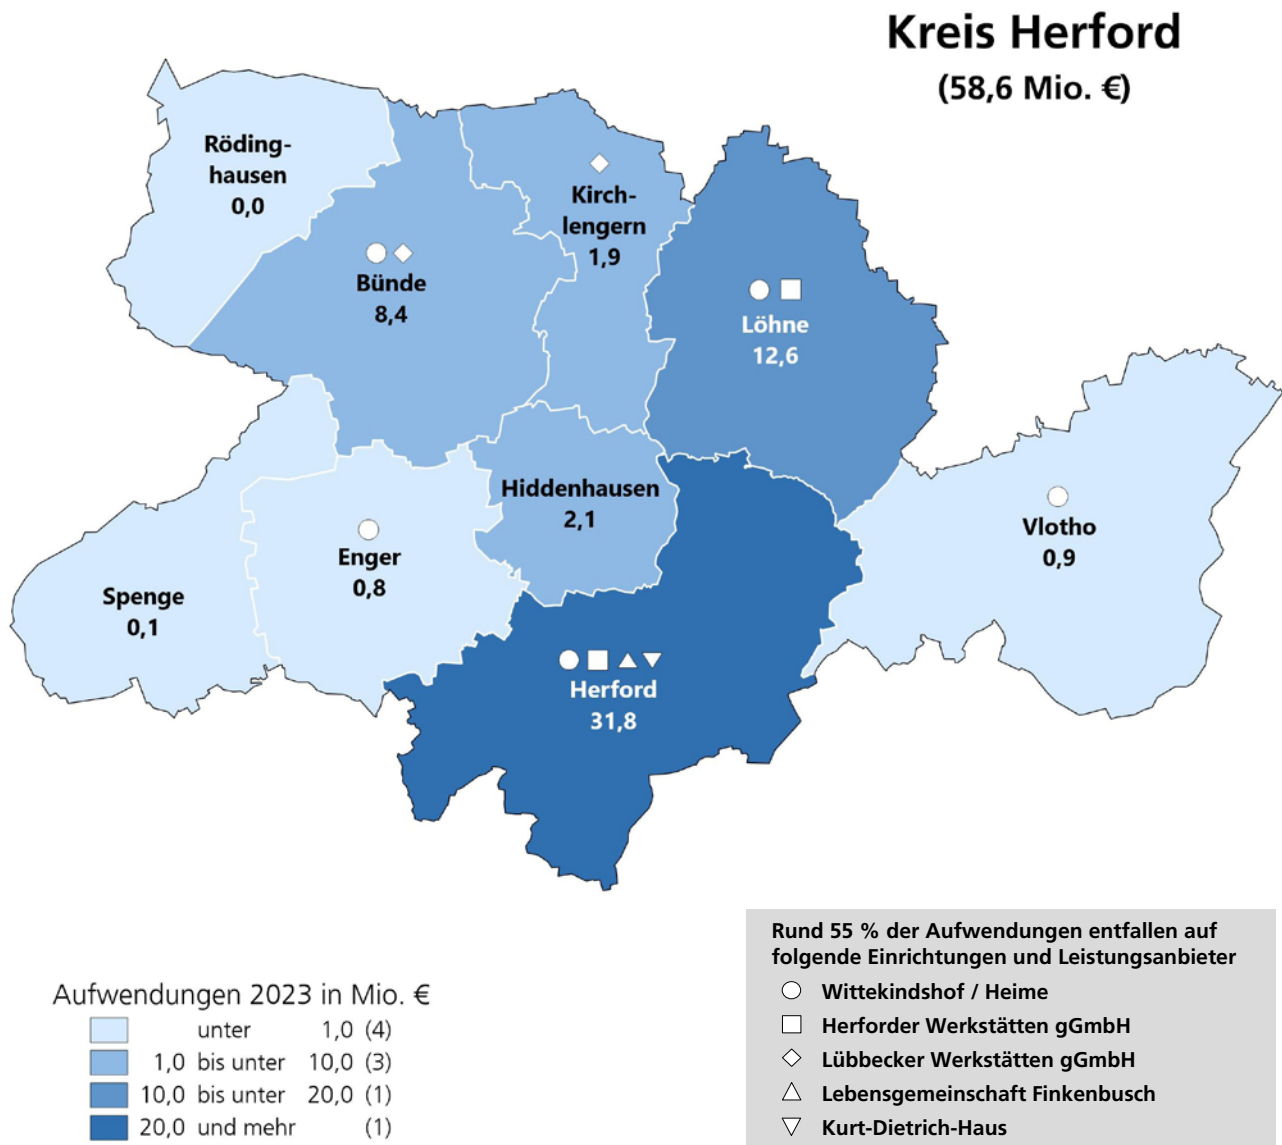 Kreis Herford
(58,6 Mio. €)
Röding-
hausen
0,0
Kirch-
lengern
1,9
Bünde
8,4
Löhne
12,6
Hiddenhausen
2,1
Vlotho
0,9
Enger
0,8
Spenge
0,1
Herford
31,8
Aufwendungen 2023 in Mio. €
unter 1,0 (4)
1,0 bis unter 10,0 (3)
10,0 bis unter 20,0 (1)
20,0 und mehr (1)
Rund 55 % der Aufwendungen entfallen auf
folgende Einrichtungen und Leistungsanbieter
Wittekindshof / Heime
Herforder Werkstätten gGmbH
Lübbecker Werkstätten gGmbH
Lebensgemeinschaft Finkenbusch
Kurt-Dietrich-Haus